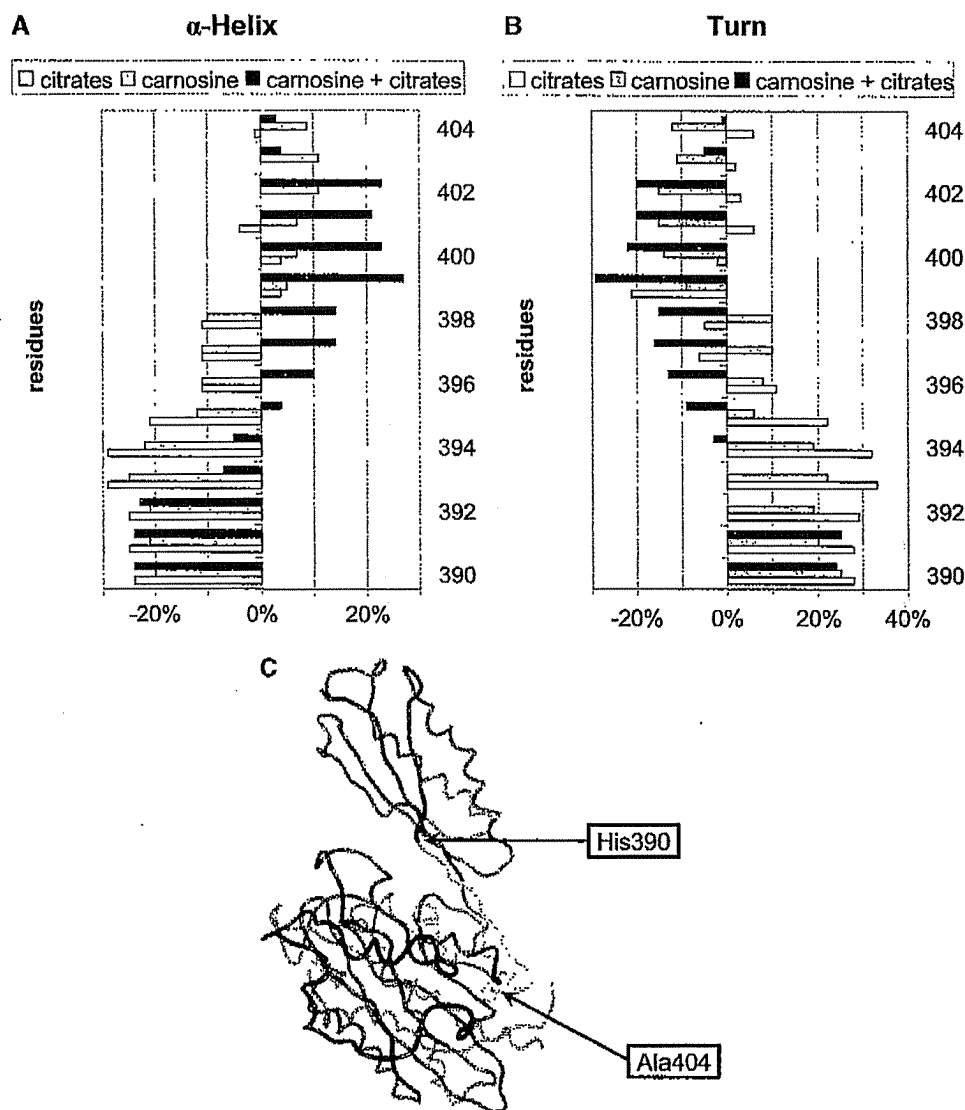 A
α-Helix
citrates carnosine carnosine + citrates
residues
404
402
400
398
396
394
392
390
-20% 0% 20%
B
Turn
citrates carnosine carnosine + citrates
residues
404
402
400
398
396
394
392
390
-20% 0% 20% 40%
C
His390
Ala404